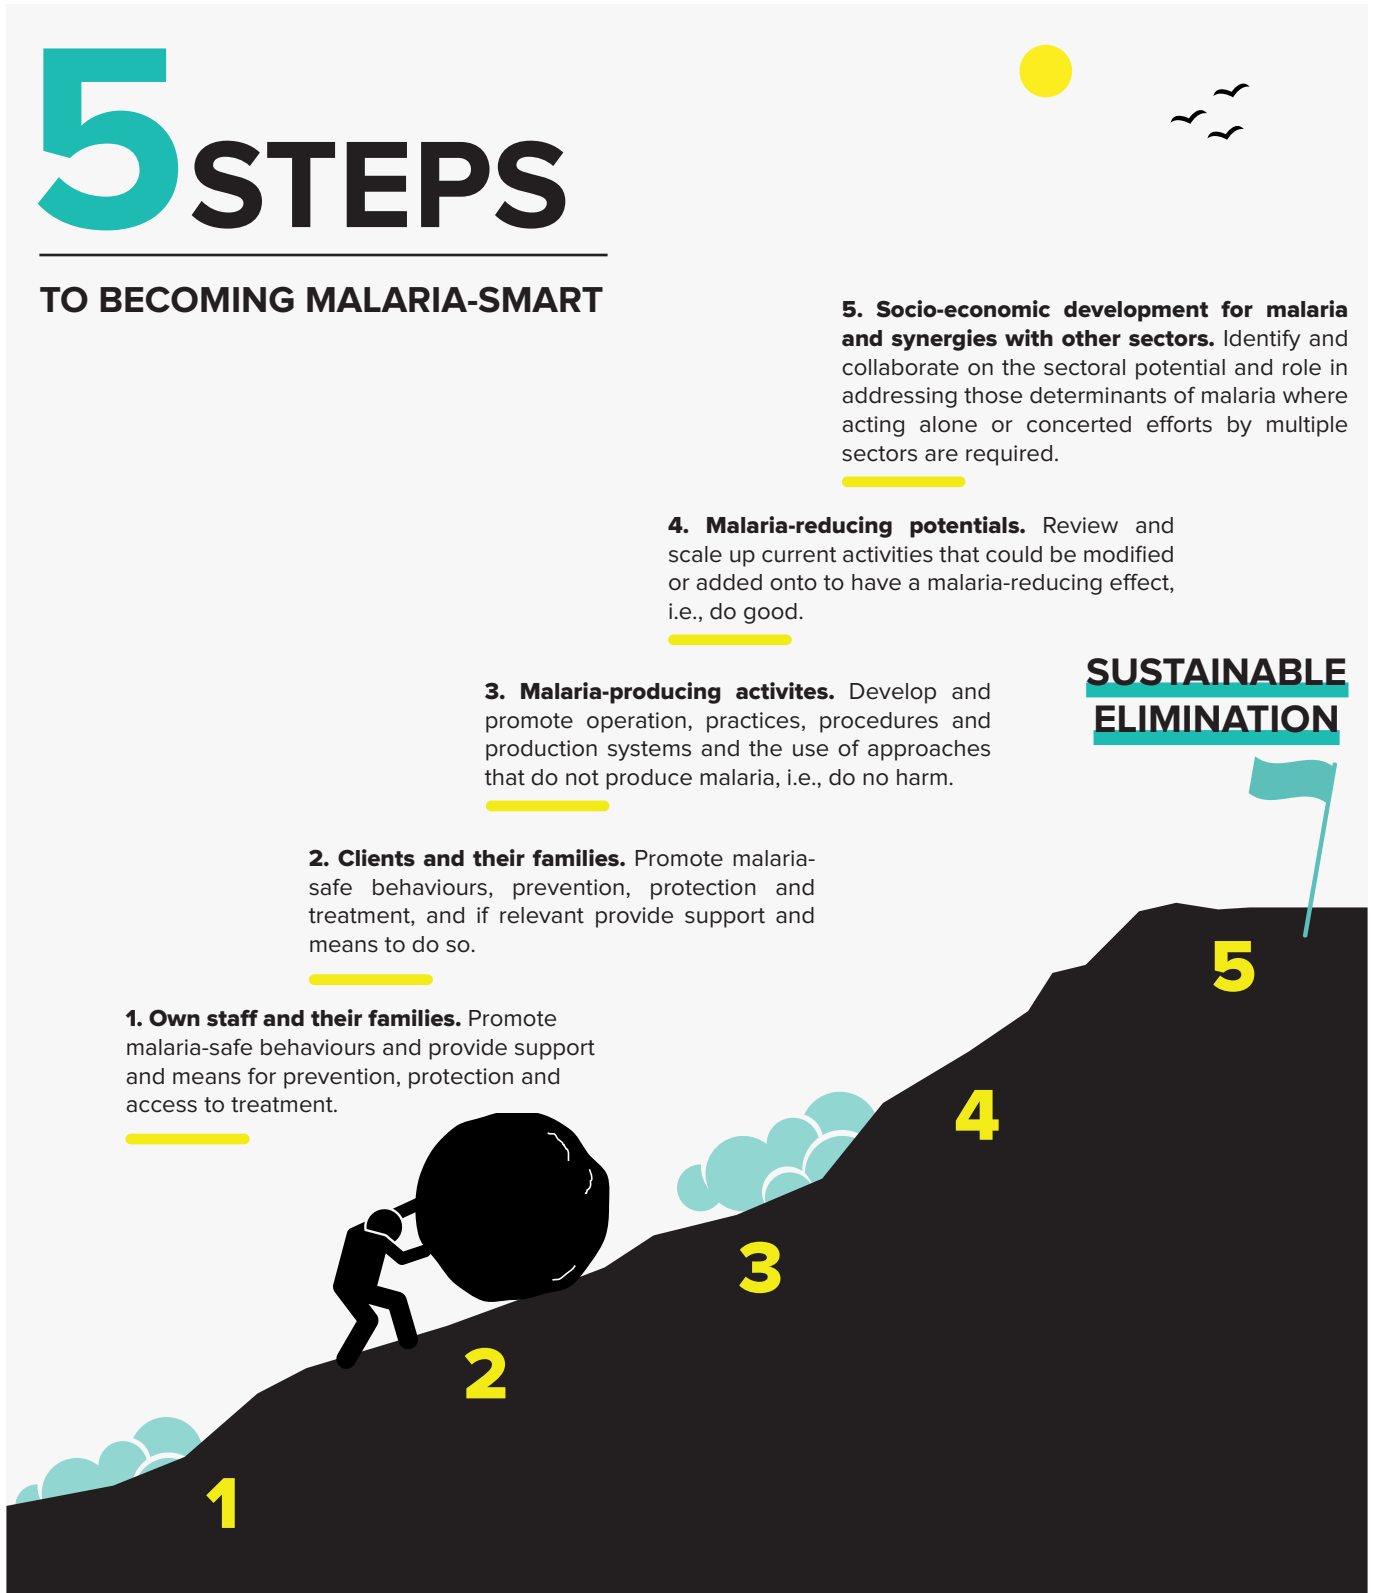 5 STEPS
TO BECOMING MALARIA-SMART
5. Socio-economic development for malaria
and synergies with other sectors. Identify and
collaborate on the sectoral potential and role in
addressing those determinants of malaria where
acting alone or concerted efforts by multiple
sectors are required.
4. Malaria-reducing potentials. Review and
scale up current activities that could be modified
or added onto to have a malaria-reducing effect,
i.e., do good.
SUSTAINABLE
ELIMINATION
3. Malaria-producing activites. Develop and
promote operation, practices, procedures and
production systems and the use of approaches
that do not produce malaria, i.e., do no harm.
2. Clients and their families. Promote malaria-
safe behaviours, prevention, protection and
treatment, and if relevant provide support and
means to do so.
1. Own staff and their families. Promote
malaria-safe behaviours and provide support
and means for prevention, protection and
access to treatment.
5
4
3
2
1